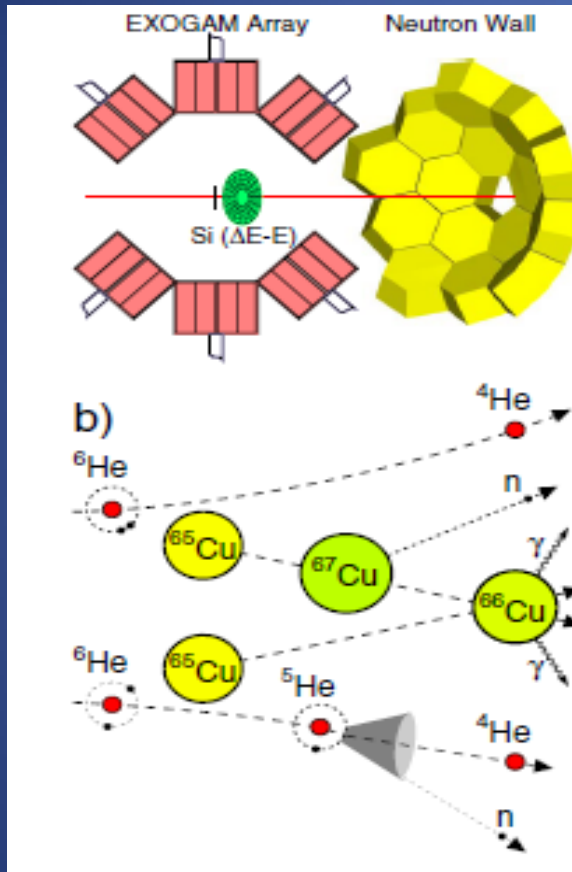 EXOGAM Array Neutron Wall
Si (ΔE-E)
b)
⁴He
⁶He
n
⁶⁵Cu
⁶⁷Cu
γ
⁶⁶Cu
⁶He
⁶⁵Cu
⁵He
γ
⁴He
n